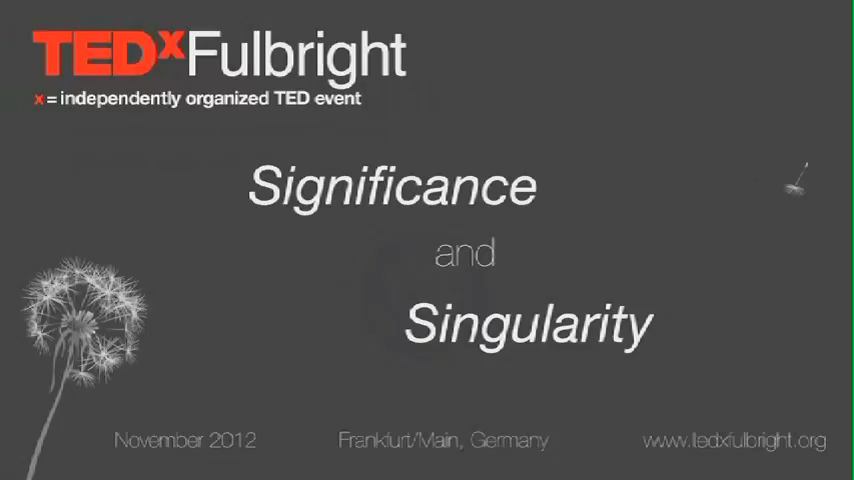 TEDxFulbright
x=independently organized TED event
Significance
and
Singularity
November 2012 Frankfurt/Main, Germany www.tedxfulbright.org